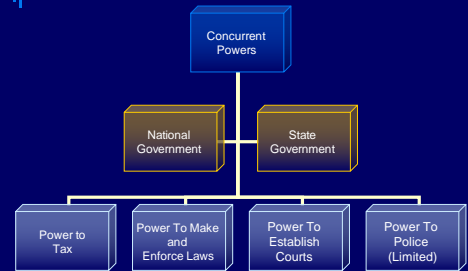 Concurrent
Powers
National
Government
State
Government
Power to
Tax
Power To Make
and
Enforce Laws
Power To
Establish
Courts
Power To
Police
(Limited)